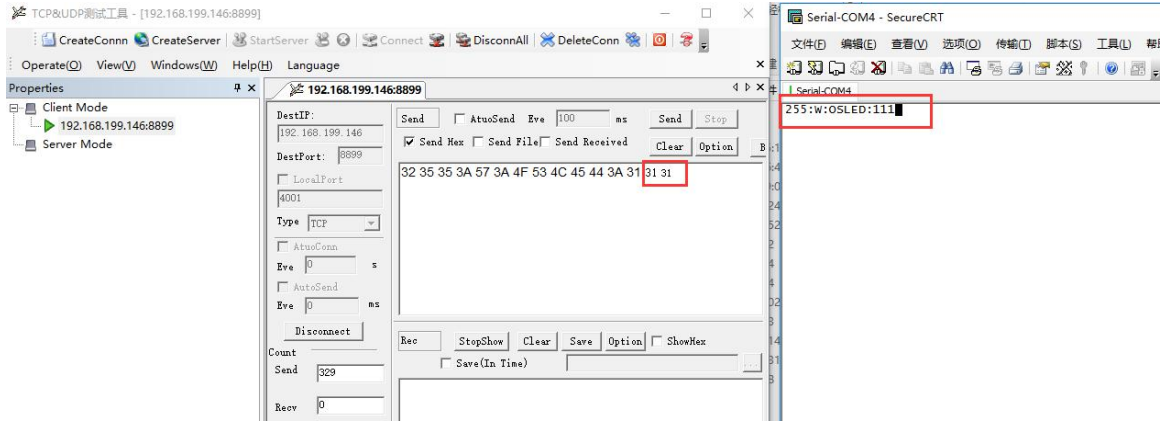 TCP&UDP测试工具 - [192.168.199.146:8899]
CreateConnn CreateServer StartServer Connect DisconnAll DeleteConn
Operate(O) View(V) Windows(W) Help(H) Language
Properties
Client Mode
192.168.199.146:8899
Server Mode
192.168.199.146:8899
DestIP:
192.168.199.146
DestPort: 8899
LocalPort
4001
Type TCP
AtuoConn
Eve 0 s
AutoSend
Eve 0 ms
Disconnect
Count
Send 329
Recv 0
Send AtuoSend Eve 100 ms Send Stop
Send Hex Send File Send Received Clear Option
32 35 35 3A 57 3A 4F 53 4C 45 44 3A 31 31 31
Rec StopShow Clear Save Option ShowHex
Save(In Time) ...
Serial-COM4 - SecureCRT
文件(F) 编辑(E) 查看(V) 选项(O) 传输(T) 脚本(S) 工具(L)
Serial-COM4
255:W:OSLED:111